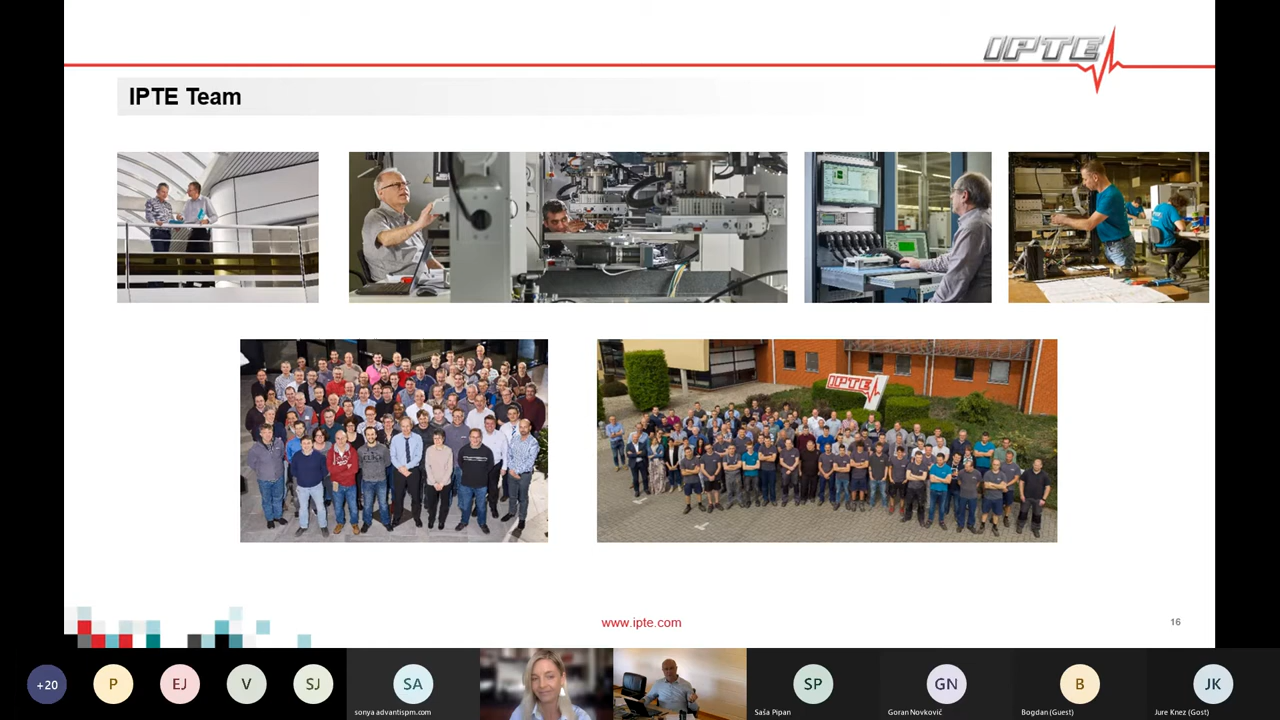 IPTE
IPTE Team
IPTE
www.ipte.com
16
+20
P
EJ
V
SJ
SA
sonya advantispm.com
SP
Saša Pipan
GN
Goran Novković
B
Bogdan (Guest)
JK
Jure Knez (Gost)